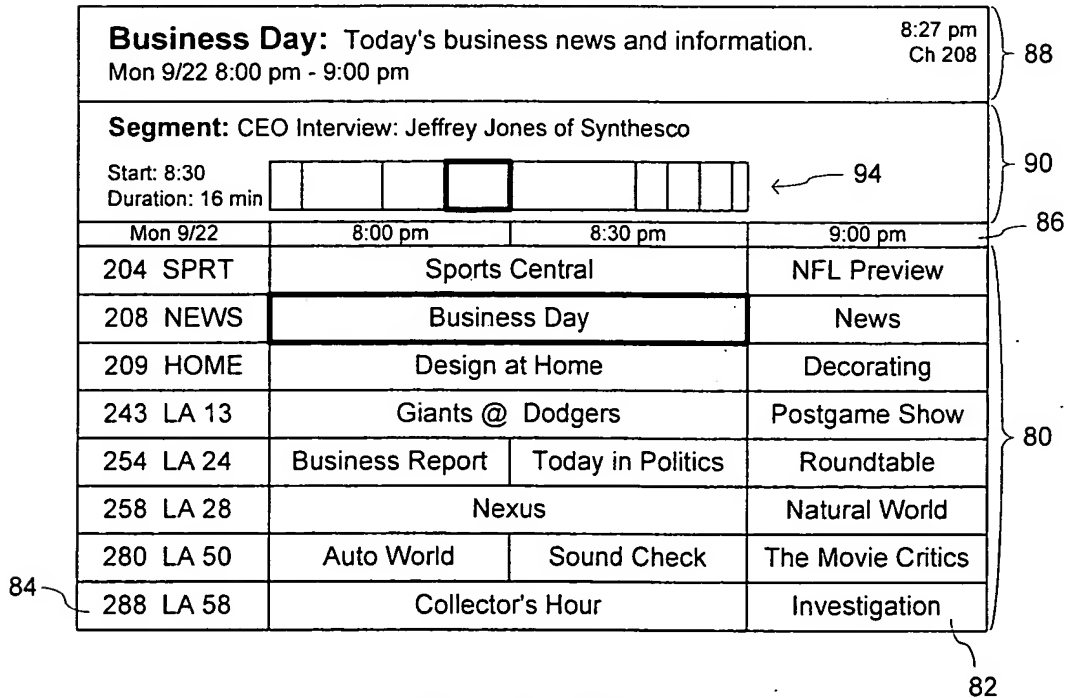 Business Day: Today's business news and information. 8:27 pm
Mon 9/22 8:00 pm - 9:00 pm Ch 208
88
Segment: CEO Interview: Jeffrey Jones of Synthesco
90
Start: 8:30
Duration: 16 min
94
Mon 9/22 8:00 pm 8:30 pm 9:00 pm
86
204 SPRT Sports Central NFL Preview
208 NEWS Business Day News
209 HOME Design at Home Decorating
243 LA 13 Giants @ Dodgers Postgame Show
80
254 LA 24 Business Report Today in Politics Roundtable
258 LA 28 Nexus Natural World
280 LA 50 Auto World Sound Check The Movie Critics
84
288 LA 58 Collector's Hour Investigation
82